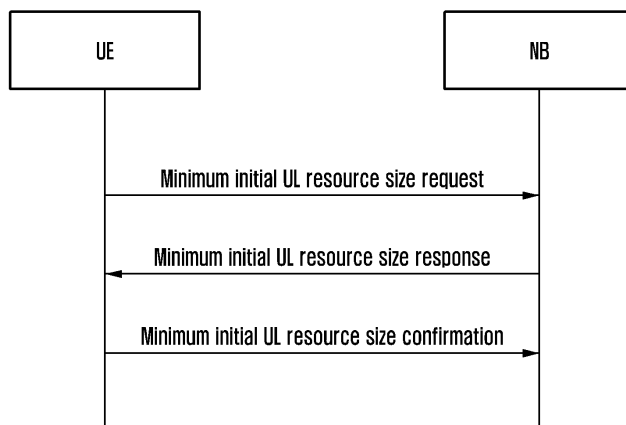 UE
NB
Minimum initial UL resource size request
Minimum initial UL resource size response
Minimum initial UL resource size confirmation